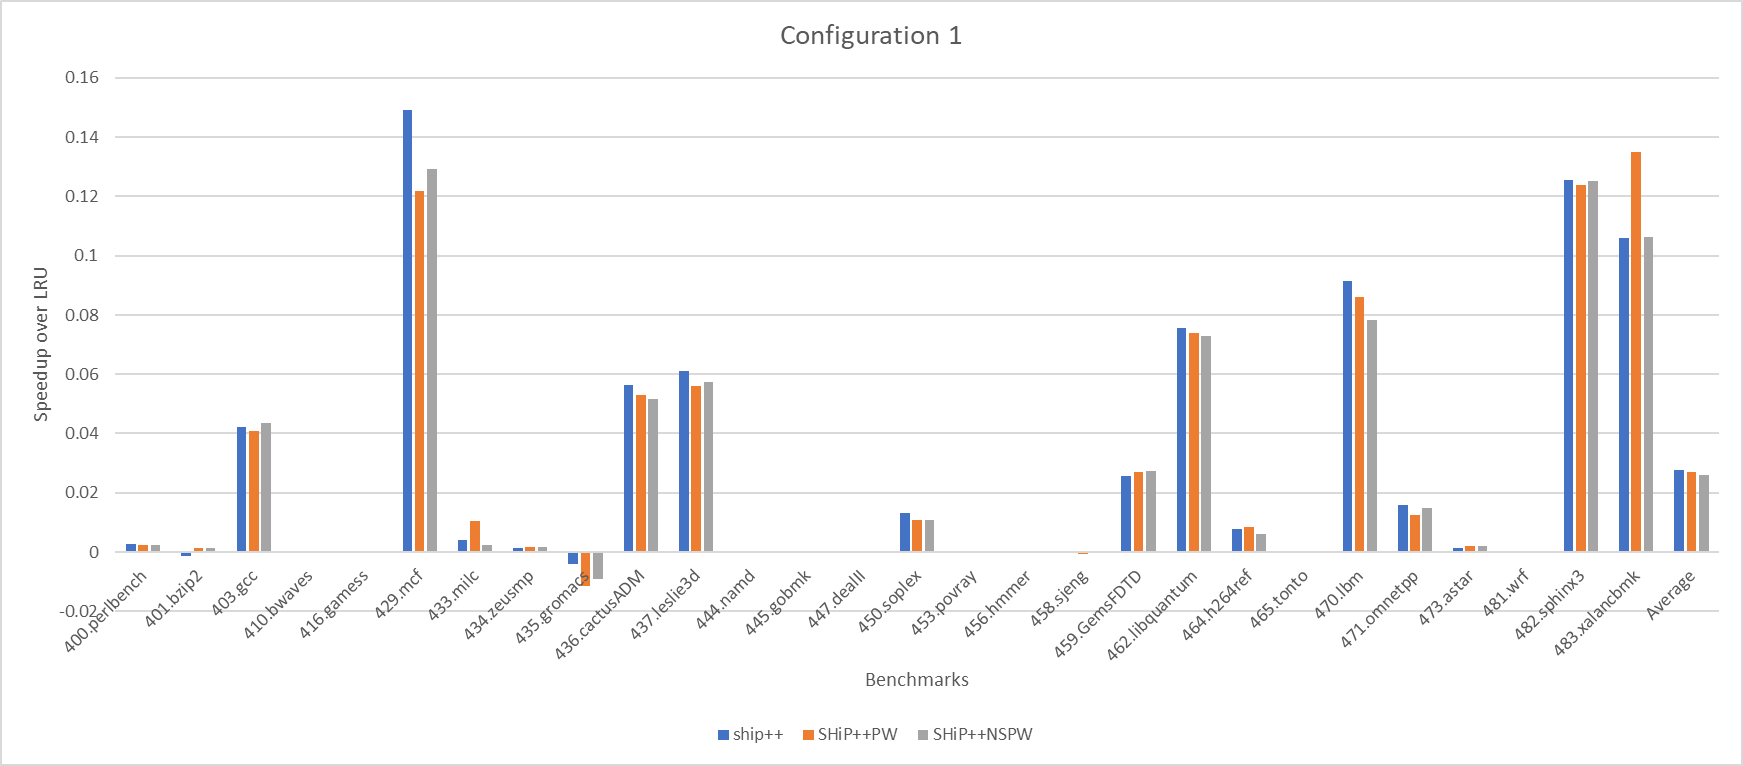 Configuration 1
Speedup over LRU
0.16
0.14
0.12
0.1
0.08
0.06
0.04
0.02
0
-0.02
400.perlbench
401.bzip2
403.gcc
410.bwaves
416.gamess
429.mcf
433.milc
434.zeusmp
435.gromacs
436.cactusADM
437.leslie3d
444.namd
445.gobmk
447.dealII
450.soplex
453.povray
456.hmmer
458.sjeng
459.GemsFDTD
462.libquantum
464.h264ref
465.tonto
470.lbm
471.omnetpp
473.astar
481.wrf
482.sphinx3
483.xalancbmk
Average
Benchmarks
ship++ SHiP++PW SHiP++NSPW